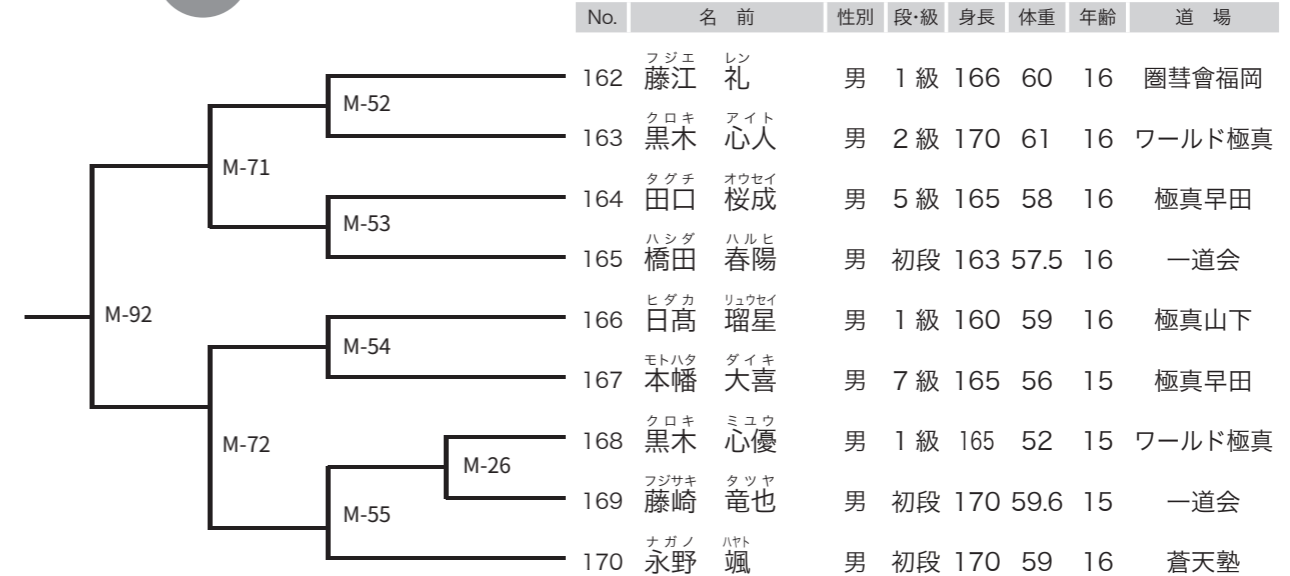 No. 名 前 性別 段・級 身長 体重 年齢 道 場
フジエ レン
162 藤江 礼 男 1級 166 60 16 圏彗會福岡
M-52
クロキ アイト
163 黒木 心人 男 2級 170 61 16 ワールド極真
M-71
タグチ オウセイ
164 田口 桜成 男 5級 165 58 16 極真早田
M-53
ハシダ ハルヒ
165 橋田 春陽 男 初段 163 57.5 16 一道会
M-92
ヒダカ リュウセイ
166 日髙 瑠星 男 1級 160 59 16 極真山下
M-54
モトハタ ダイキ
167 本幡 大喜 男 7級 165 56 15 極真早田
M-72
クロキ ミユウ
168 黒木 心優 男 1級 165 52 15 ワールド極真
M-26
フジサキ タツヤ
169 藤崎 竜也 男 初段 170 59.6 15 一道会
M-55
ナガノ ハヤト
170 永野 颯 男 初段 170 59 16 蒼天塾